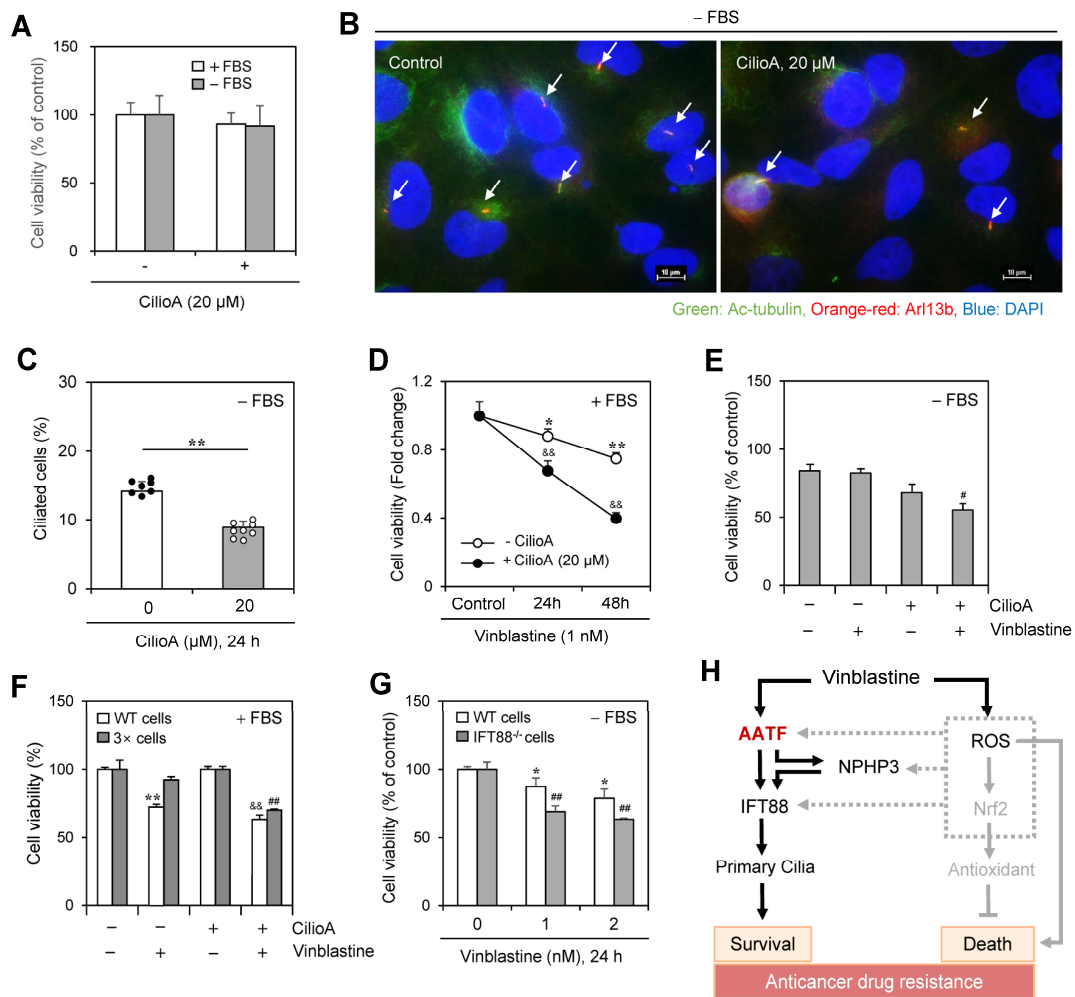 A
150
100
50
0
Cell viability (% of control)
+ FBS
– FBS
-
+
CilioA (20 µM)
B
– FBS
Control
CilioA, 20 µM
10 µm
10 µm
Green: Ac-tubulin, Orange-red: Arl13b, Blue: DAPI
C
30
20
10
0
Ciliated cells (%)
– FBS
**
0
20
CilioA (µM), 24 h
D
1.2
0.8
0.4
0
Cell viability (Fold change)
+ FBS
*
**
&&
&&
- CilioA
+ CilioA (20 µM)
Control
24h
48h
Vinblastine (1 nM)
E
150
100
50
0
Cell viability (% of control)
– FBS
#
– – + + CilioA
– + – + Vinblastine
F
150
100
50
0
Cell viability (%)
WT cells
3× cells
+ FBS
**
&&
##
– – + + CilioA
– + – + Vinblastine
G
150
100
50
0
Cell viability (% of control)
WT cells
IFT88-/- cells
– FBS
*
##
*
##
0
1
2
Vinblastine (nM), 24 h
H
Vinblastine
AATF
ROS
NPHP3
IFT88
Nrf2
Primary Cilia
Antioxidant
Survival
Death
Anticancer drug resistance